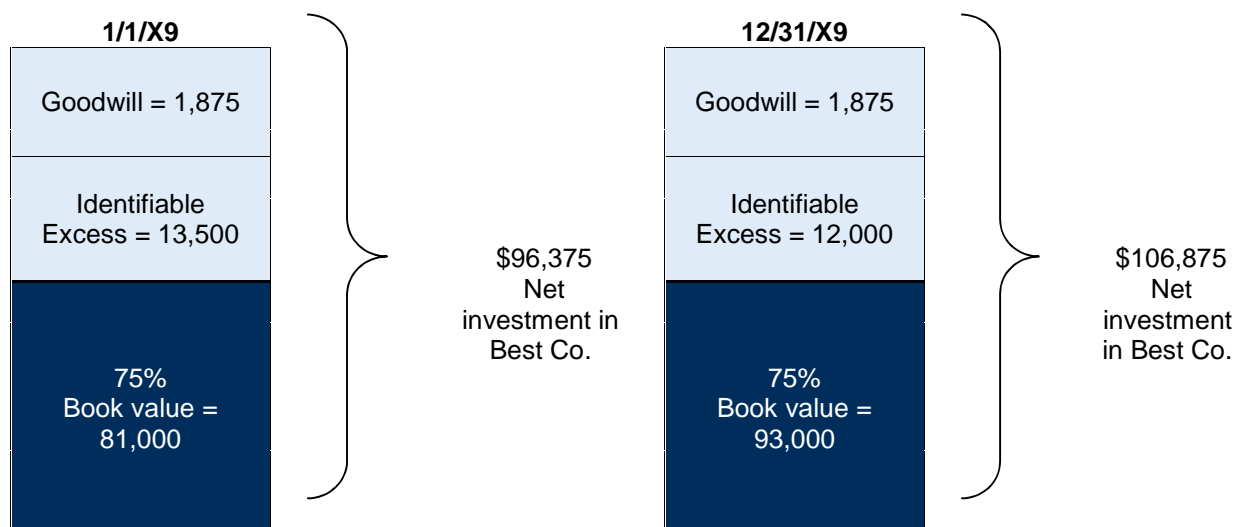 1/1/X9
Goodwill = 1,875
Identifiable
Excess = 13,500
75%
Book value =
81,000
$96,375
Net
investment in
Best Co.
12/31/X9
Goodwill = 1,875
Identifiable
Excess = 12,000
75%
Book value =
93,000
$106,875
Net
investment
in Best Co.